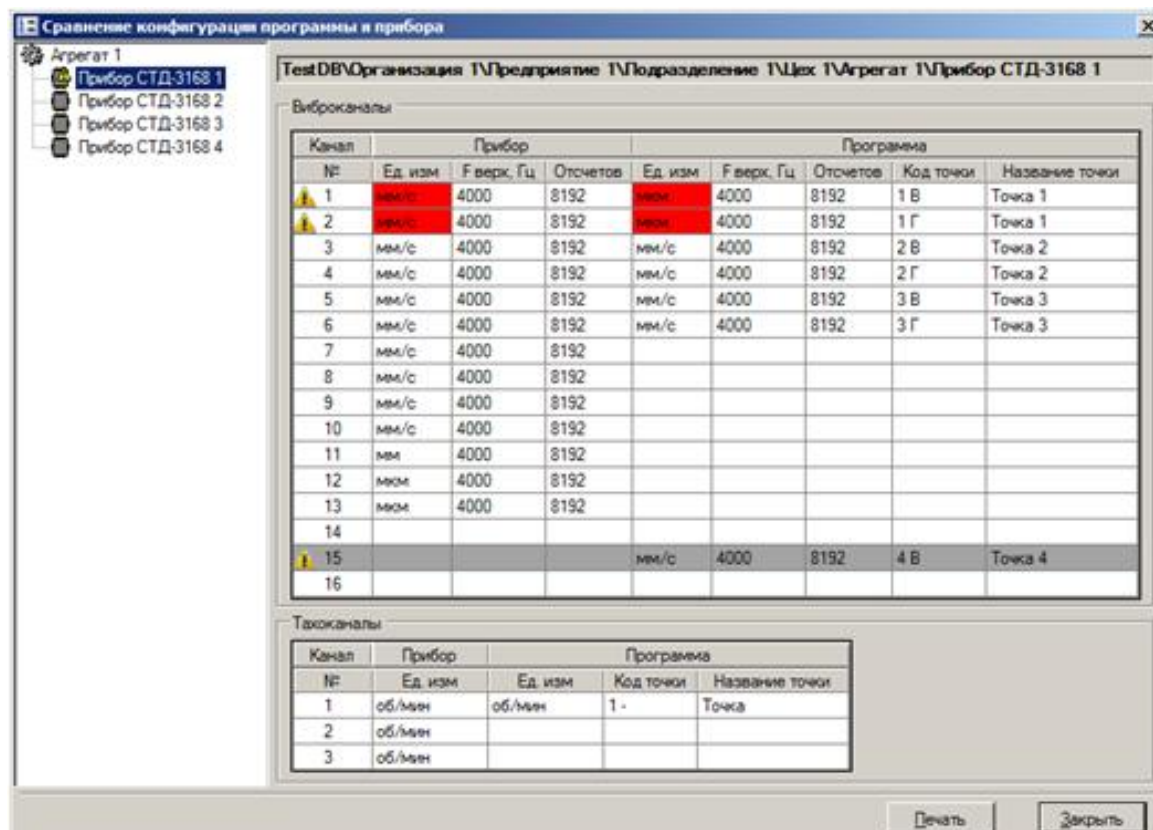 Сравнение конфигурации программы и прибора
Агрегат 1
Прибор СТД-3168 1
Прибор СТД-3168 2
Прибор СТД-3168 3
Прибор СТД-3168 4
TestDB\Организация 1\Предприятие 1\Подразделение 1\Цех 1\Агрегат 1\Прибор СТД-3168 1
Виброканалы
Канал Прибор Программа
№ Ед. изм F верх, Гц Отсчетов Ед. изм F верх, Гц Отсчетов Код точки Название точки
1 мм/с 4000 8192 мкм 4000 8192 1 В Точка 1
2 мм/с 4000 8192 мкм 4000 8192 1 Г Точка 1
3 мм/с 4000 8192 мм/с 4000 8192 2 В Точка 2
4 мм/с 4000 8192 мм/с 4000 8192 2 Г Точка 2
5 мм/с 4000 8192 мм/с 4000 8192 3 В Точка 3
6 мм/с 4000 8192 мм/с 4000 8192 3 Г Точка 3
7 мм/с 4000 8192
8 мм/с 4000 8192
9 мм/с 4000 8192
10 мм/с 4000 8192
11 мм 4000 8192
12 мкм 4000 8192
13 мкм 4000 8192
14
15 мм/с 4000 8192 4 В Точка 4
16
Тахоканалы
Канал Прибор Программа
№ Ед. изм Ед. изм Код точки Название точки
1 об/мин об/мин 1 - Точка
2 об/мин
3 об/мин
Печать Закрыть